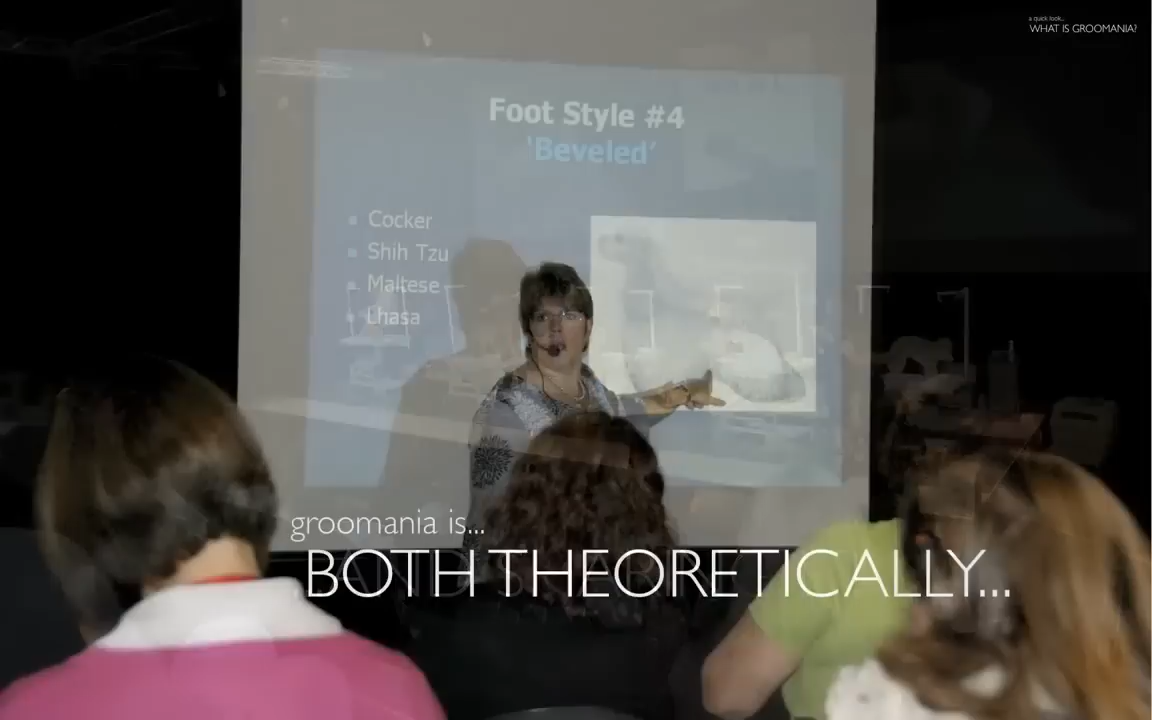 a quick look...
WHAT IS GROOMANIA?
Foot Style #4
'Beveled'
Cocker
Shih Tzu
Maltese
Lhasa
groomania is...
...BOTH THEORETICALLY...